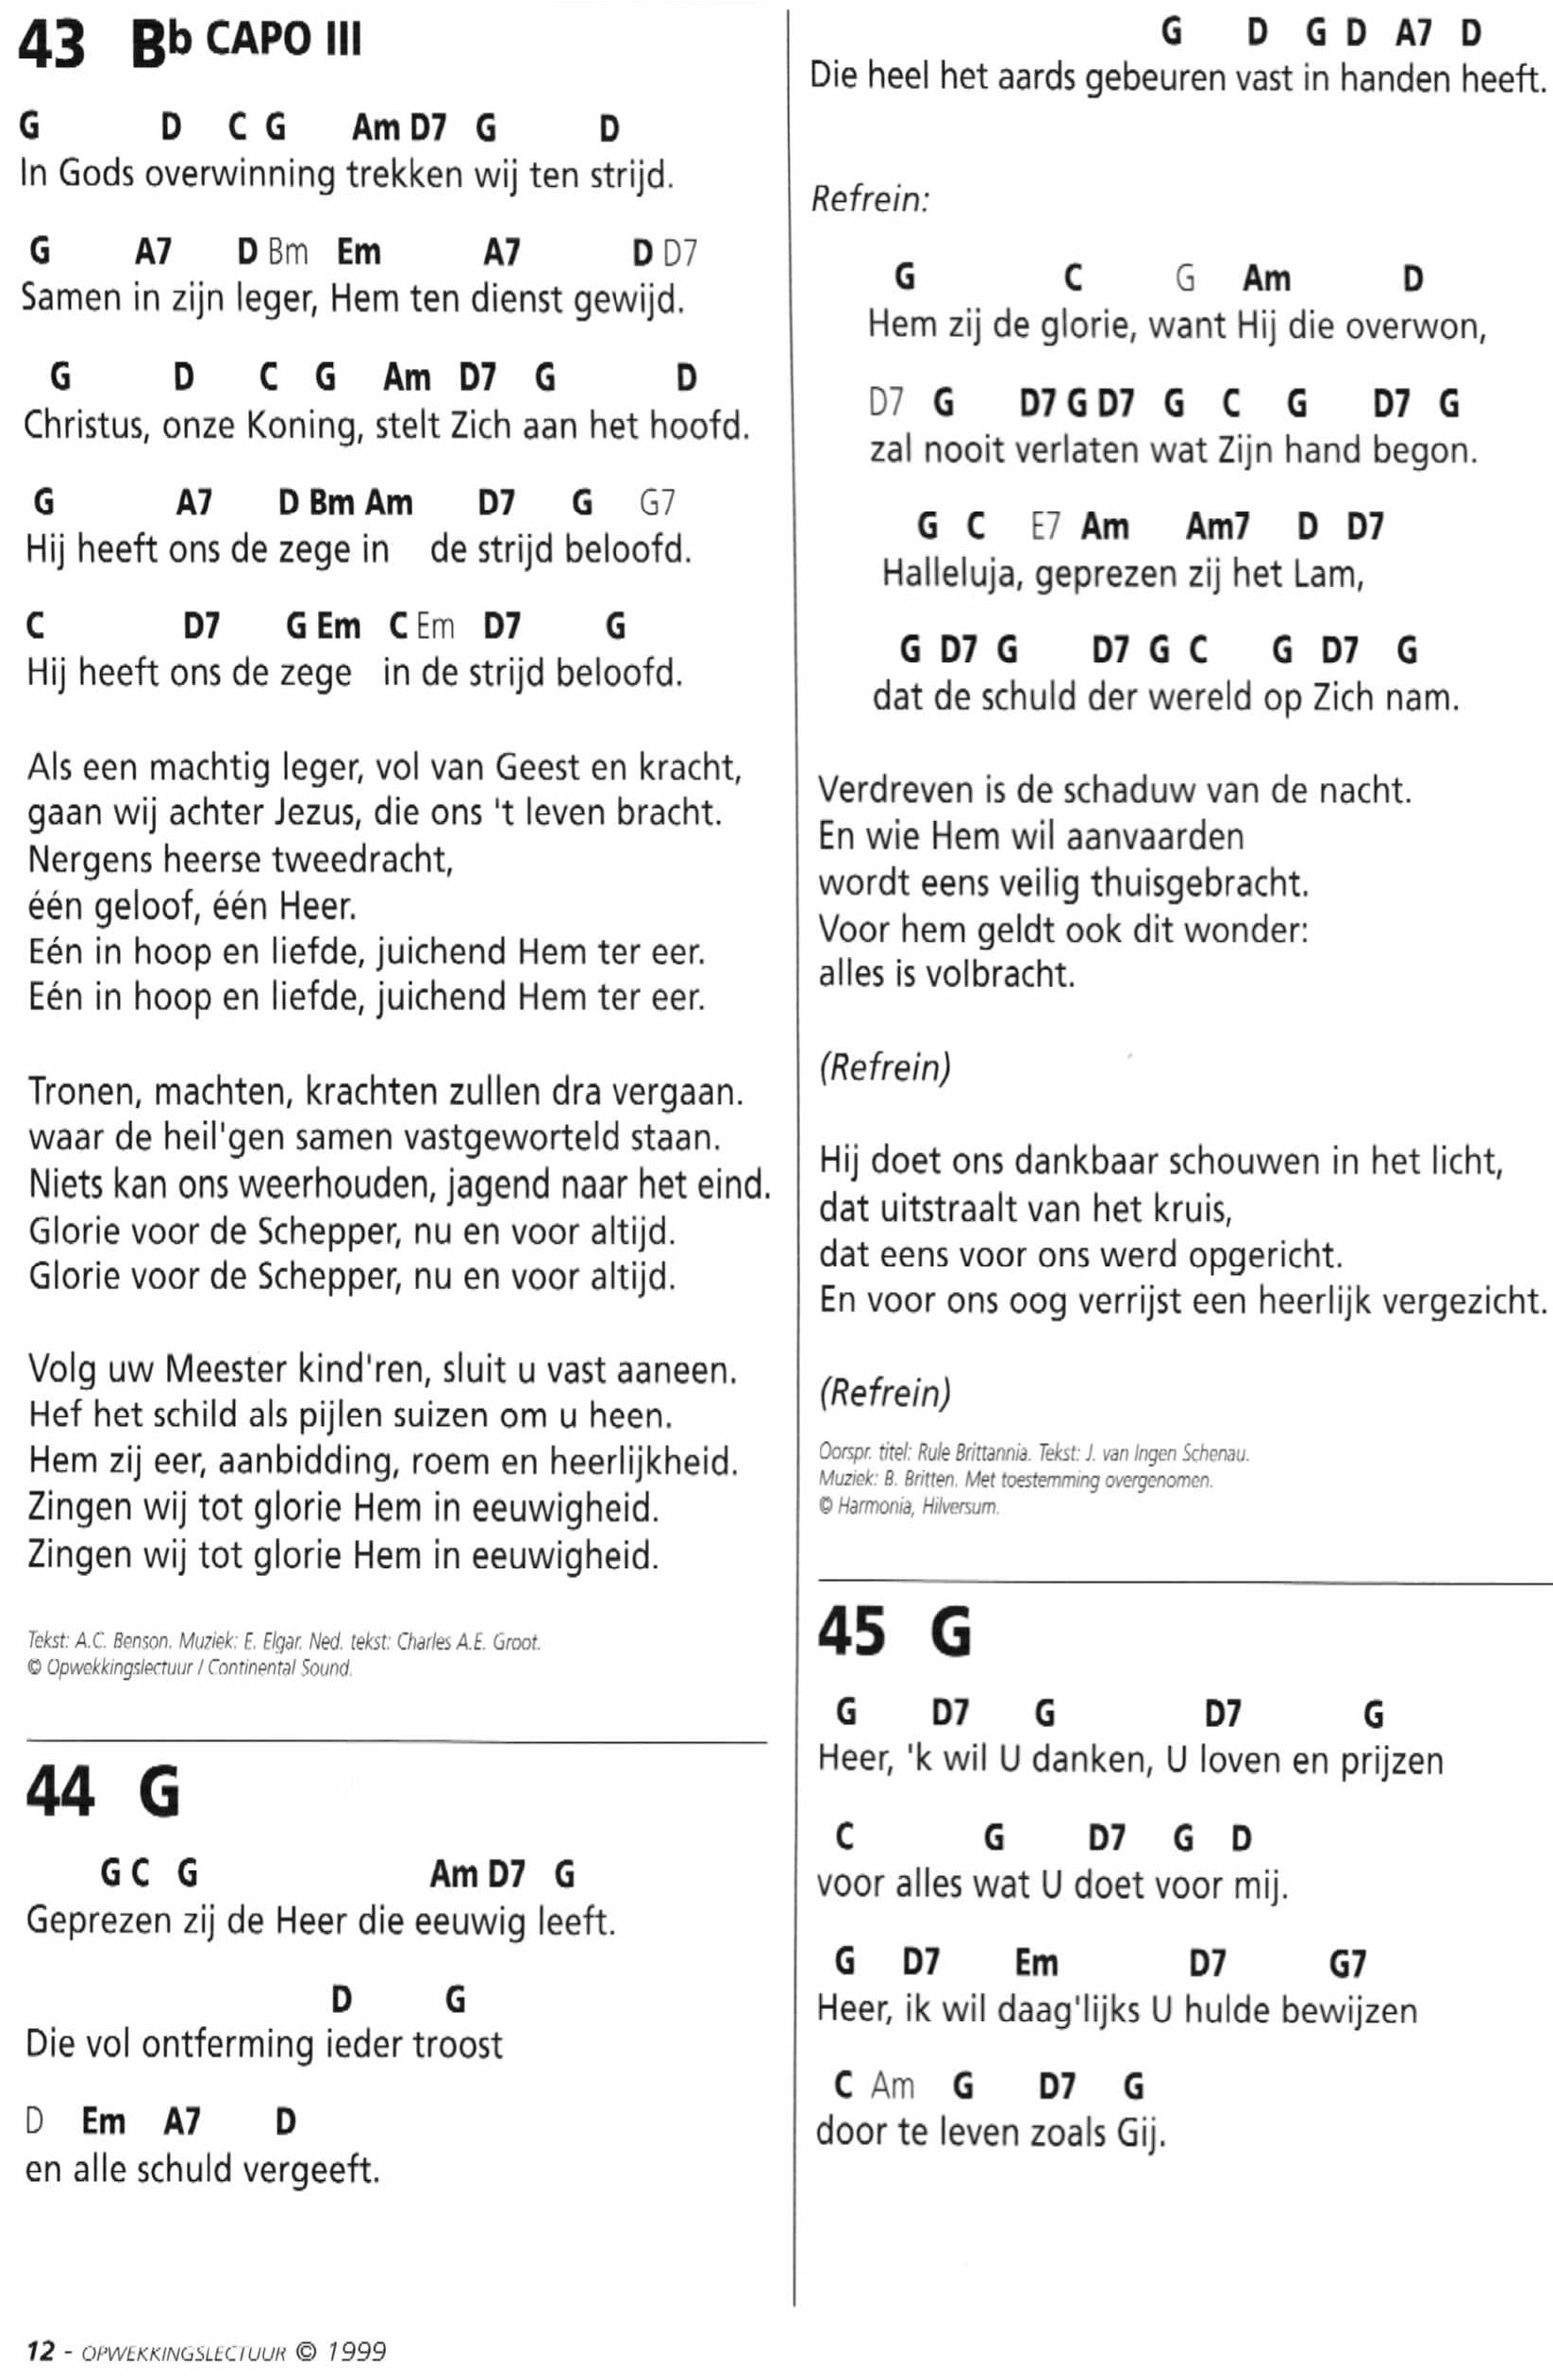 43 Bb CAPO III
G D C G Am D7 G D
In Gods overwinning trekken wij ten strijd.
G A7 D Bm Em A7 D D7
Samen in zijn leger, Hem ten dienst gewijd.
G D C G Am D7 G D
Christus, onze Koning, stelt Zich aan het hoofd.
G A7 D Bm Am D7 G G7
Hij heeft ons de zege in de strijd beloofd.
C D7 G Em C Em D7 G
Hij heeft ons de zege in de strijd beloofd.
Als een machtig leger, vol van Geest en kracht,
gaan wij achter Jezus, die ons 't leven bracht.
Nergens heerse tweedracht,
één geloof, één Heer.
Eén in hoop en liefde, juichend Hem ter eer.
Eén in hoop en liefde, juichend Hem ter eer.
Tronen, machten, krachten zullen dra vergaan.
waar de heil'gen samen vastgeworteld staan.
Niets kan ons weerhouden, jagend naar het eind.
Glorie voor de Schepper, nu en voor altijd.
Glorie voor de Schepper, nu en voor altijd.
Volg uw Meester kind'ren, sluit u vast aaneen.
Hef het schild als pijlen suizen om u heen.
Hem zij eer, aanbidding, roem en heerlijkheid.
Zingen wij tot glorie Hem in eeuwigheid.
Zingen wij tot glorie Hem in eeuwigheid.
Tekst: A.C. Benson. Muziek: E. Elgar. Ned. tekst: Charles A.E. Groot.
© Opwekkingslectuur / Continental Sound.
44 G
G C G Am D7 G
Geprezen zij de Heer die eeuwig leeft.
D G
Die vol ontferming ieder troost
D Em A7 D
en alle schuld vergeeft.
G D G D A7 D
Die heel het aards gebeuren vast in handen heeft.
Refrein:
G C G Am D
Hem zij de glorie, want Hij die overwon,
D7 G D7 G D7 G C G D7 G
zal nooit verlaten wat Zijn hand begon.
G C E7 Am Am7 D D7
Halleluja, geprezen zij het Lam,
G D7 G D7 G C G D7 G
dat de schuld der wereld op Zich nam.
Verdreven is de schaduw van de nacht.
En wie Hem wil aanvaarden
wordt eens veilig thuisgebracht.
Voor hem geldt ook dit wonder:
alles is volbracht.
(Refrein)
Hij doet ons dankbaar schouwen in het licht,
dat uitstraalt van het kruis,
dat eens voor ons werd opgericht.
En voor ons oog verrijst een heerlijk vergezicht.
(Refrein)
Oorspr. titel: Rule Brittannia. Tekst: J. van Ingen Schenau.
Muziek: B. Britten. Met toestemming overgenomen.
© Harmonia, Hilversum.
45 G
G D7 G D7 G
Heer, 'k wil U danken, U loven en prijzen
C G D7 G D
voor alles wat U doet voor mij.
G D7 Em D7 G7
Heer, ik wil daag'lijks U hulde bewijzen
C Am G D7 G
door te leven zoals Gij.
12 - OPWEKKINGSLECTUUR © 1999